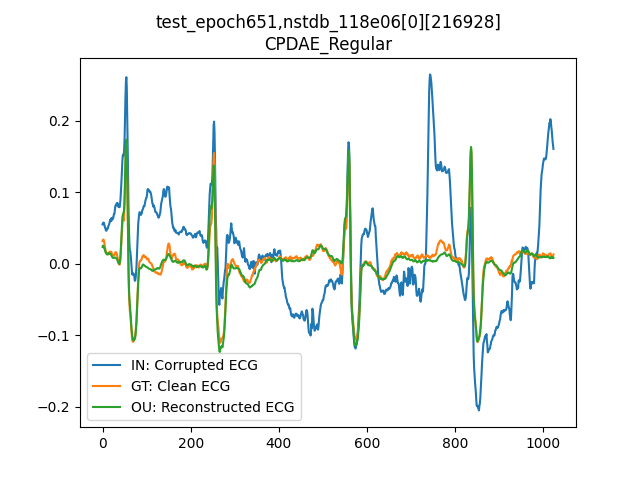 test_epoch651,nstdb_118e06[0][216928]
CPDAE_Regular
0.2
0.1
0.0
−0.1
−0.2
IN: Corrupted ECG
GT: Clean ECG
OU: Reconstructed ECG
0 200 400 600 800 1000